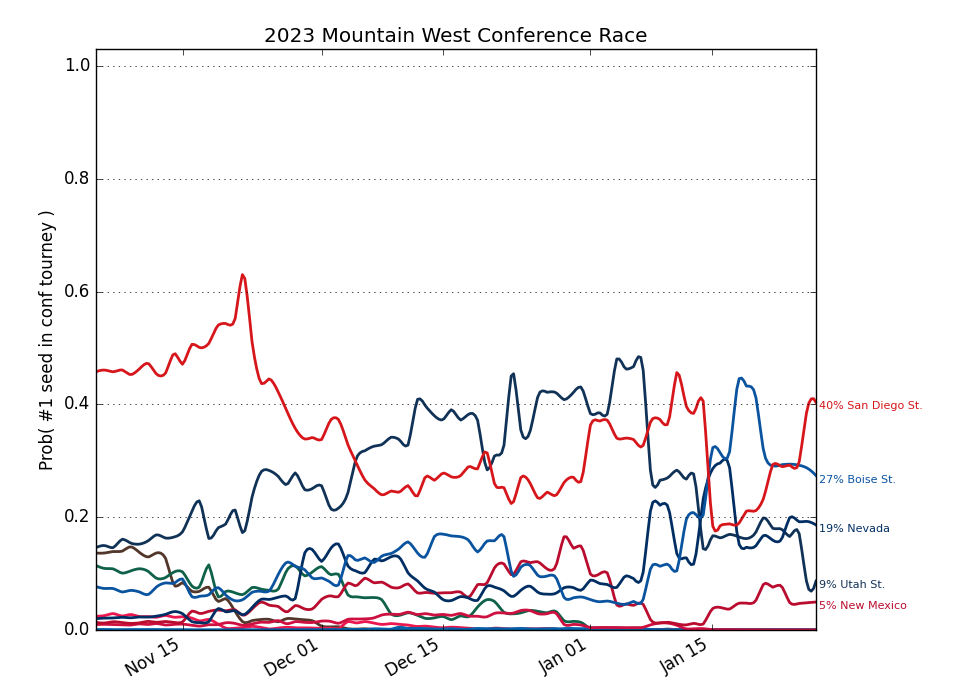 2023 Mountain West Conference Race
Prob( #1 seed in conf tourney )
1.0
0.8
0.6
0.4
0.2
0.0
40% San Diego St.
27% Boise St.
19% Nevada
9% Utah St.
5% New Mexico
Nov 15
Dec 01
Dec 15
Jan 01
Jan 15